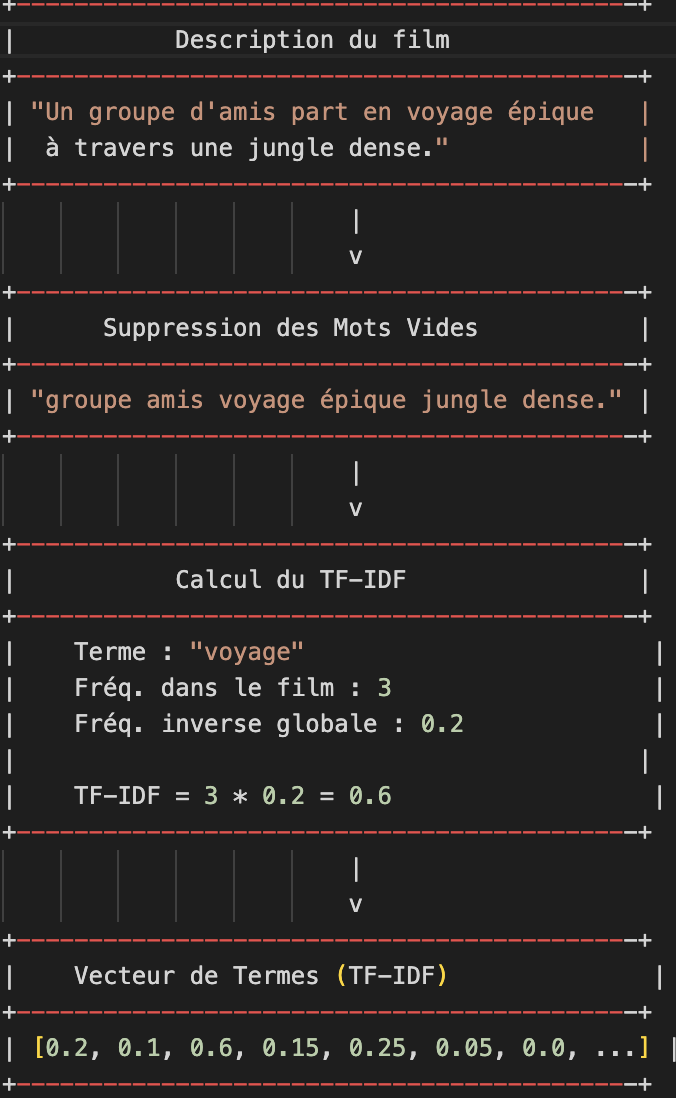 Description du film
"Un groupe d'amis part en voyage épique
à travers une jungle dense."
v
Suppression des Mots Vides
"groupe amis voyage épique jungle dense."
v
Calcul du TF-IDF
Terme : "voyage"
Fréq. dans le film : 3
Fréq. inverse globale : 0.2
TF-IDF = 3 * 0.2 = 0.6
v
Vecteur de Termes (TF-IDF)
[0.2, 0.1, 0.6, 0.15, 0.25, 0.05, 0.0, ...]